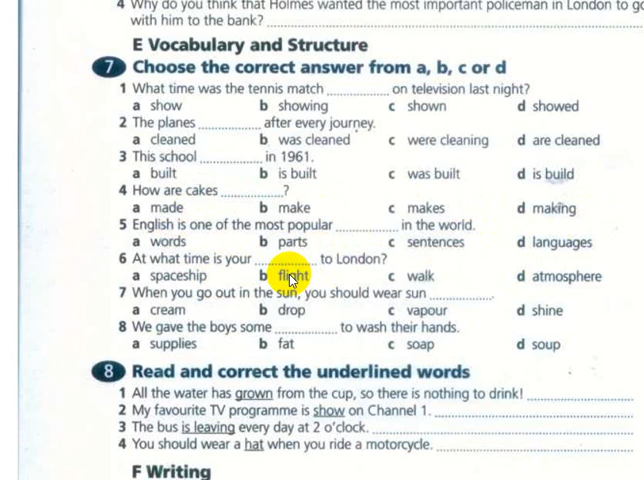 4 Why do you think that Holmes wanted the most important policeman in London to go
with him to the bank? ....................
E Vocabulary and Structure
7 Choose the correct answer from a, b, c or d
1 What time was the tennis match .................... on television last night?
a show b showing c shown d showed
2 The planes .................... after every journey.
a cleaned b was cleaned c were cleaning d are cleaned
3 This school .................... in 1961.
a built b is built c was built d is build
4 How are cakes ....................?
a made b make c makes d making
5 English is one of the most popular .................... in the world.
a words b parts c sentences d languages
6 At what time is your .................... to London?
a spaceship b flight c walk d atmosphere
7 When you go out in the sun, you should wear sun ....................
a cream b drop c vapour d shine
8 We gave the boys some .................... to wash their hands.
a supplies b fat c soap d soup
8 Read and correct the underlined words
1 All the water has grown from the cup, so there is nothing to drink! ....................
2 My favourite TV programme is show on Channel 1. ....................
3 The bus is leaving every day at 2 o'clock. ....................
4 You should wear a hat when you ride a motorcycle. ....................
F Writing